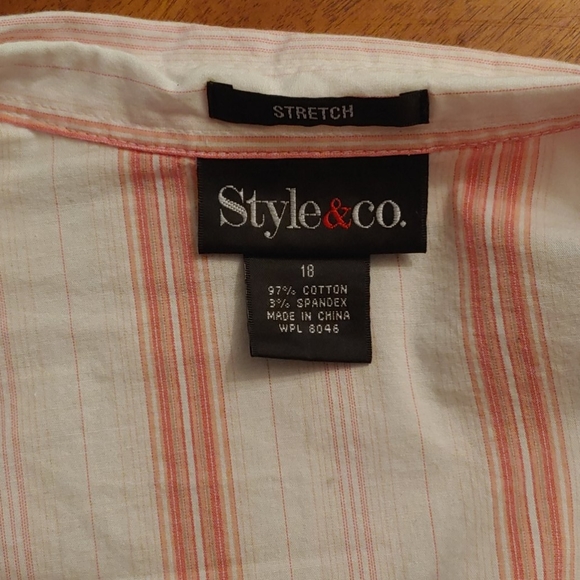 STRETCH
Style&co.
18
97% COTTON
3% SPANDEX
MADE IN CHINA
WPL 8046